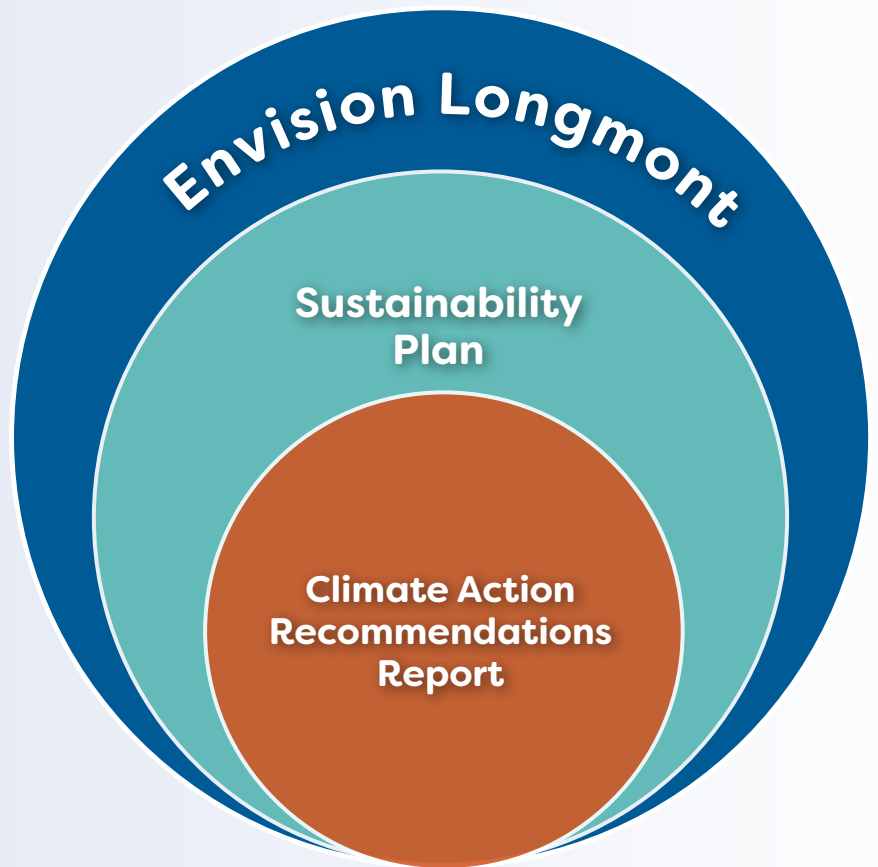 Envision Longmont
Sustainability
Plan
Climate Action
Recommendations
Report